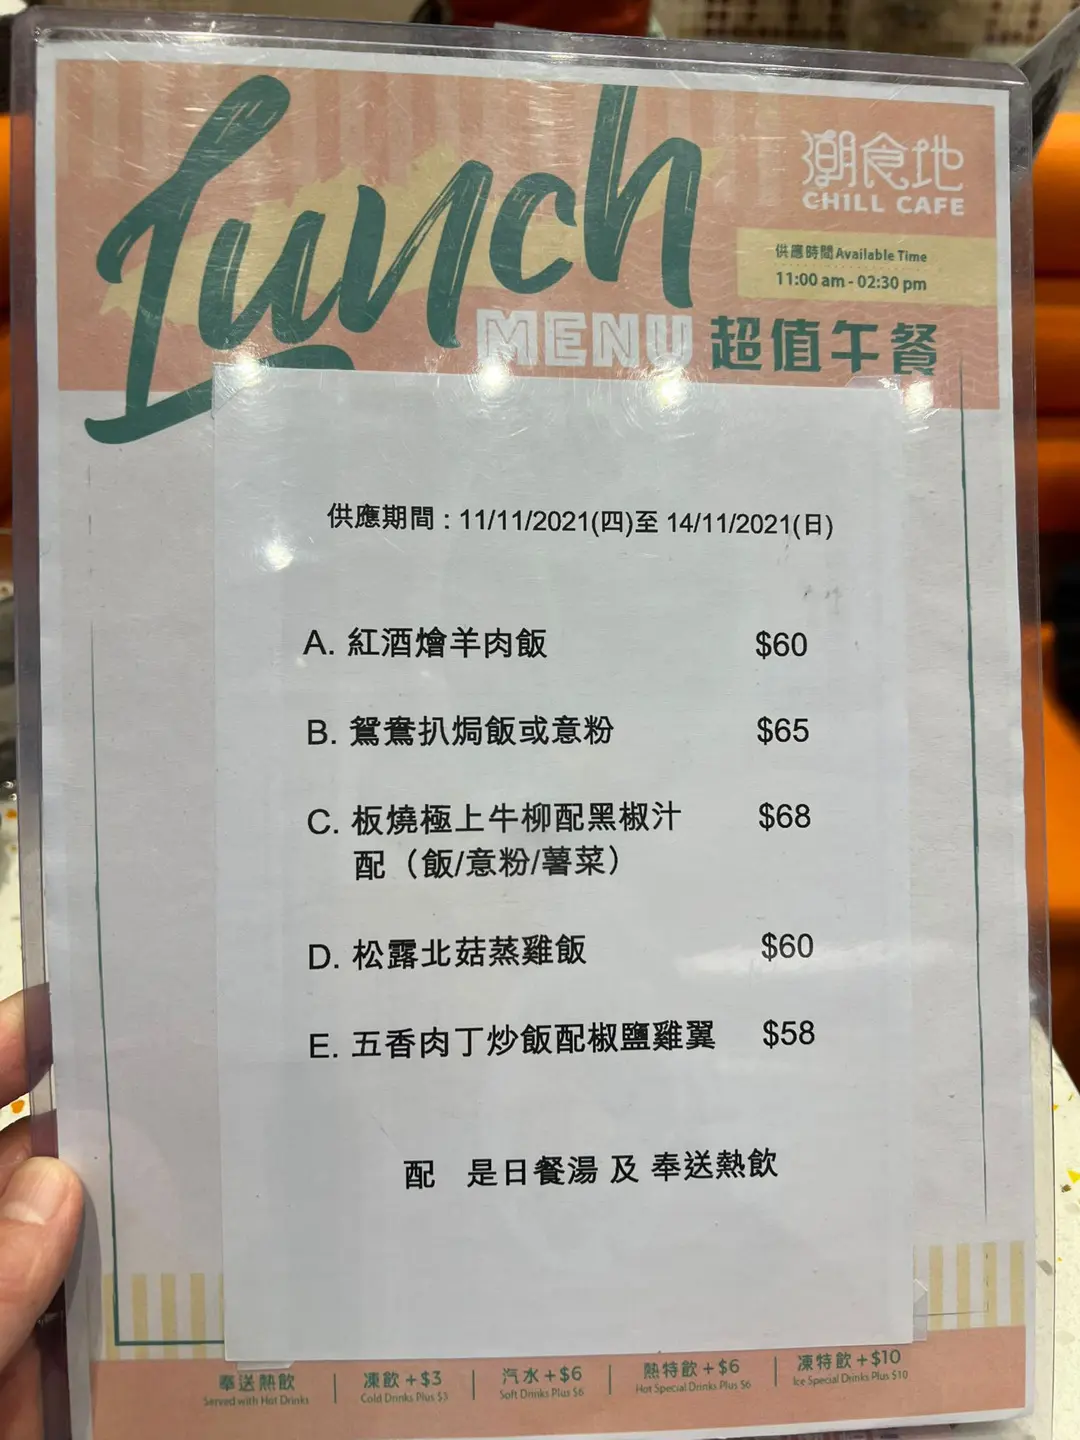 Lunch
MENU 超值午餐
潮食地
CHILL CAFE
供應時間 Available Time
11:00 am - 02:30 pm
供應期間 : 11/11/2021(四)至 14/11/2021(日)
A. 紅酒燴羊肉飯 $60
B. 鴛鴦扒焗飯或意粉 $65
C. 板燒極上牛柳配黑椒汁 $68
配（飯/意粉/薯菜）
D. 松露北菇蒸雞飯 $60
E. 五香肉丁炒飯配椒鹽雞翼 $58
配 是日餐湯 及 奉送熱飲
奉送熱飲
Served with Hot Drinks
凍飲 +$3
Cold Drinks Plus $3
汽水 +$6
Soft Drinks Plus $6
熱特飲 +$6
Hot Special Drinks Plus $6
凍特飲 +$10
Ice Special Drinks Plus $10